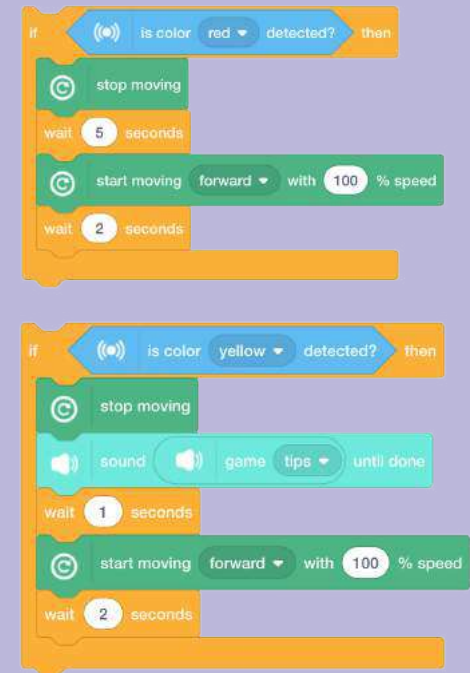 if is color red detected? then
stop moving
wait 5 seconds
start moving forward with 100 % speed
wait 2 seconds
if is color yellow detected? then
stop moving
sound game tips until done
wait 1 seconds
start moving forward with 100 % speed
wait 2 seconds